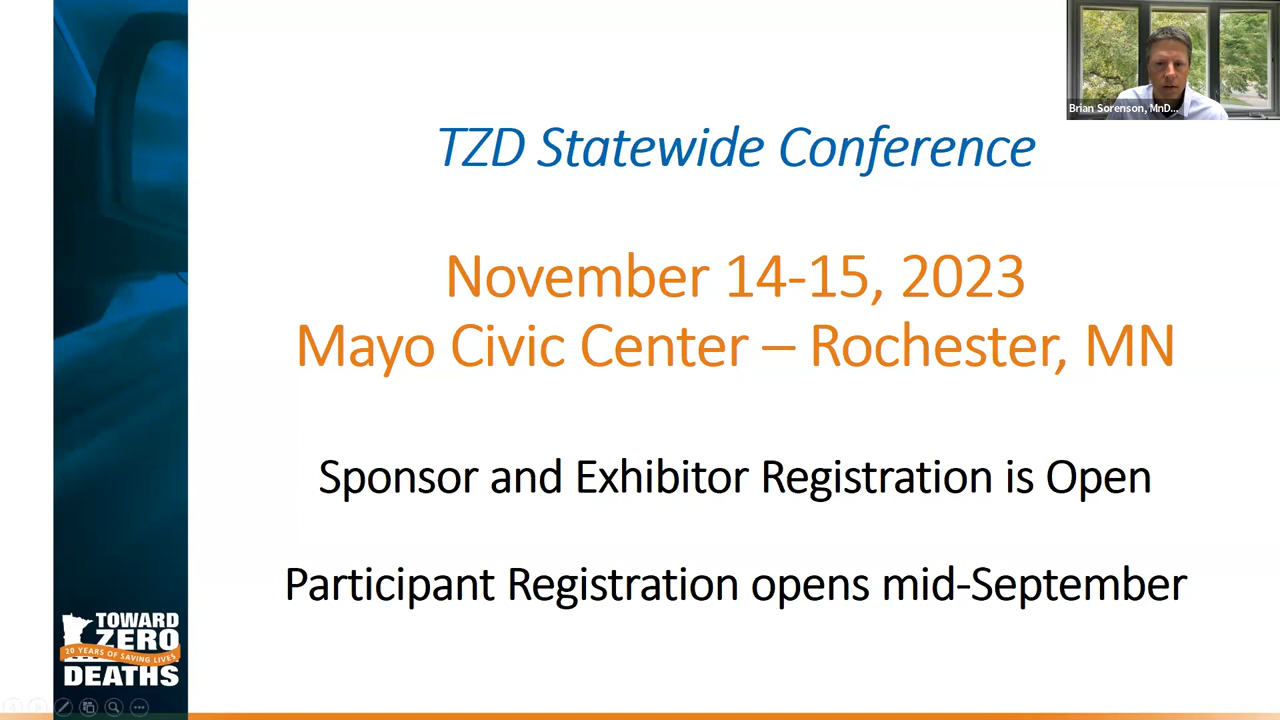 Brian Sorenson, MnD...
TZD Statewide Conference
November 14-15, 2023
Mayo Civic Center – Rochester, MN
Sponsor and Exhibitor Registration is Open
Participant Registration opens mid-September
TOWARD
ZERO
20 YEARS OF SAVING LIVES
DEATHS